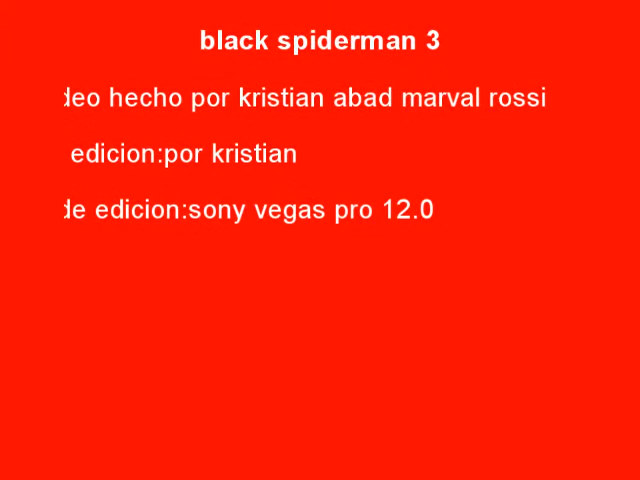 black spiderman 3
deo hecho por kristian abad marval rossi
edicion:por kristian
de edicion:sony vegas pro 12.0